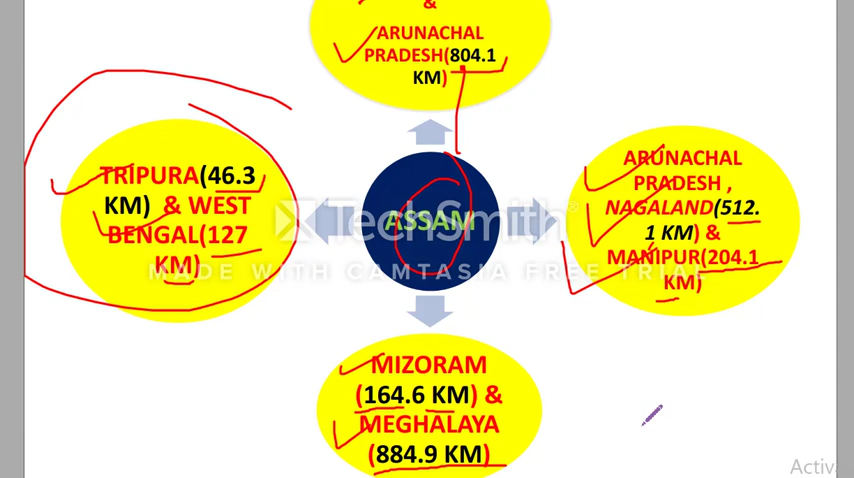 &
ARUNACHAL
PRADESH(804.1
KM)
TRIPURA(46.3
KM) & WEST
BENGAL(127
KM)
ASSAM
ARUNACHAL
PRADESH ,
NAGALAND(512.
1 KM) &
MANIPUR(204.1
KM)
MIZORAM
(164.6 KM) &
MEGHALAYA
(884.9 KM)
TechSmith®
MADE WITH CAMTASIA FREE TRIAL